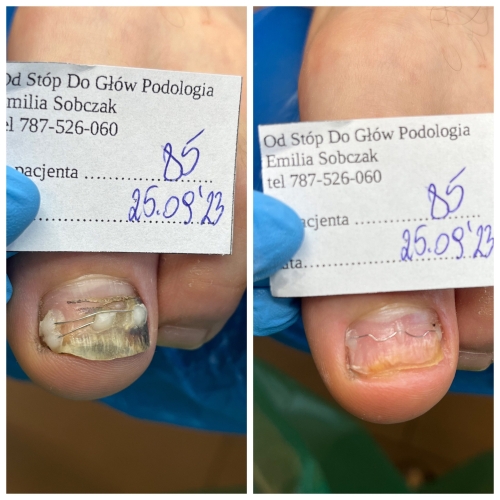 Od Stóp Do Głów Podologia
Emilia Sobczak
tel 787-526-060
pacjenta .................. 85
.................. 25.09'23
Od Stóp Do Głów Podologia
Emilia Sobczak
tel 787-526-060
pacjenta .................. 85
ata.................. 25.09'23